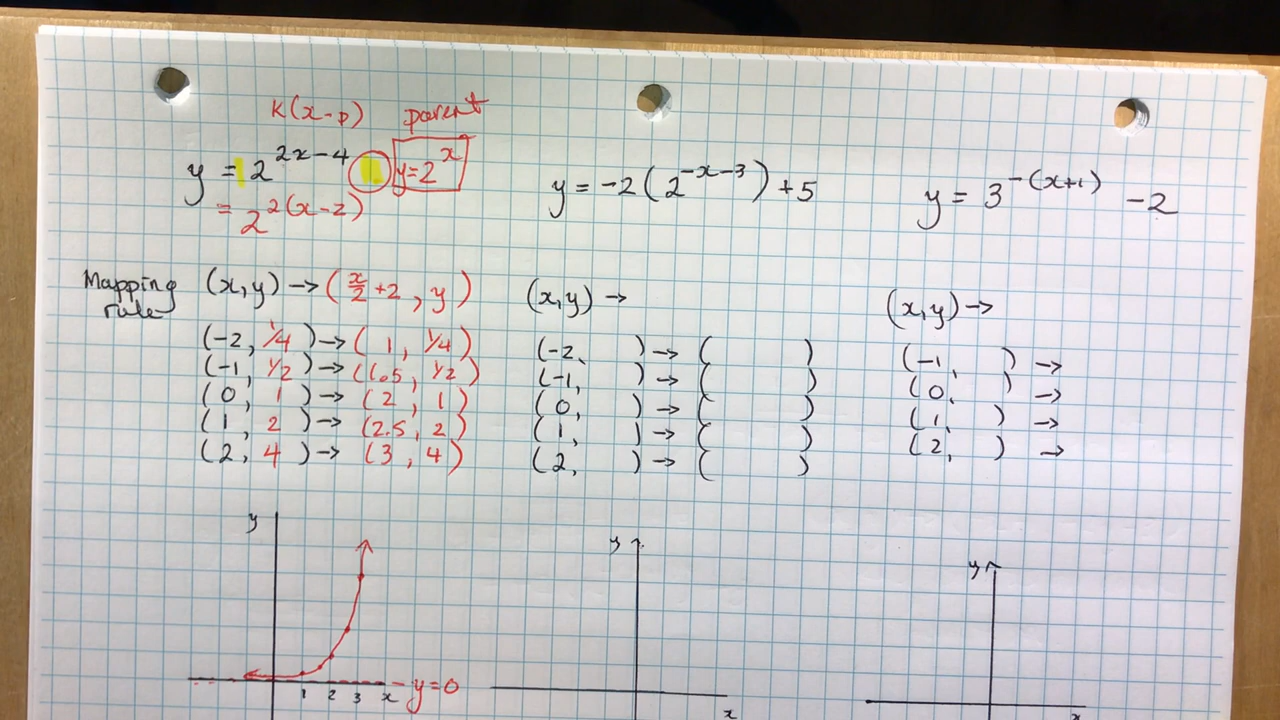 K(x-p) parent
y = 2^{2x-4} y=2^x
= 2^{2(x-2)}
Mapping rule (x,y) → (x/2 +2, y)
(-2, 1/4) → (1, 1/4)
(-1, 1/2) → (1.5, 1/2)
(0, 1) → (2, 1)
(1, 2) → (2.5, 2)
(2, 4) → (3, 4)
y
1 2 3 x y=0
y = -2(2^{-x-3}) +5
(x,y) →
(-2, ) → ( )
(-1, ) → ( )
(0, ) → ( )
(1, ) → ( )
(2, ) → ( )
y
x
y = 3^{-(x+1)} -2
(x,y) →
(-1, ) →
(0, ) →
(1, ) →
(2, ) →
y
x